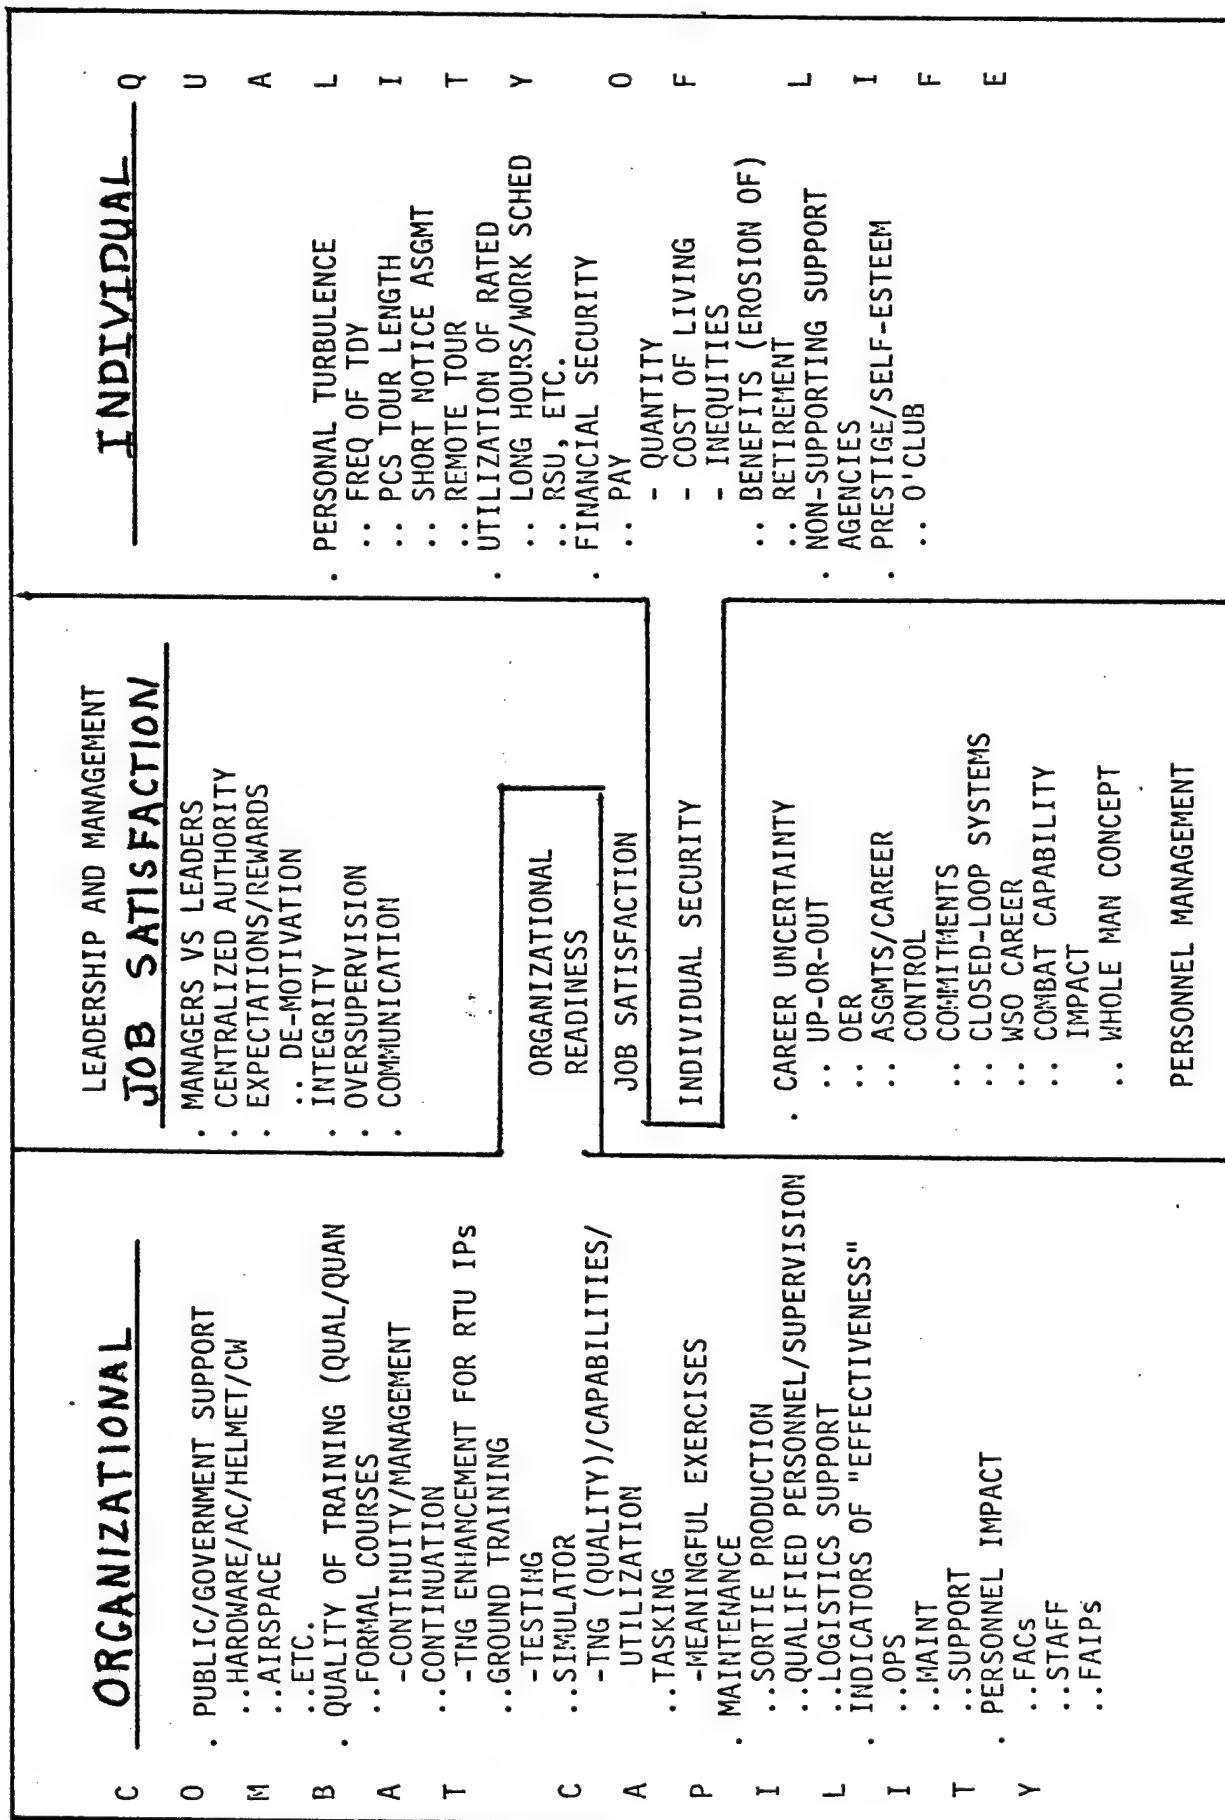 COMBAT CAPILITY
ORGANIZATIONAL
. PUBLIC/GOVERNMENT SUPPORT
..HARDWARE/AC/HELMET/CW
..AIRSPACE
..ETC.
. QUALITY OF TRAINING (QUAL/QUAN
..FORMAL COURSES
-CONTINUITY/MANAGEMENT
..CONTINUATION
-TNG ENHANCEMENT FOR RTU IPs
..GROUND TRAINING
-TESTING
..SIMULATOR
-TNG (QUALITY)/CAPABILITIES/
UTILIZATION
..TASKING
-MEANINGFUL EXERCISES
. MAINTENANCE
..SORTIE PRODUCTION
..QUALIFIED PERSONNEL/SUPERVISION
..LOGISTICS SUPPORT
. INDICATORS OF "EFFECTIVENESS"
..OPS
..MAINT
..SUPPORT
. PERSONNEL IMPACT
..FACs
..STAFF
..FAIPs
LEADERSHIP AND MANAGEMENT
JOB SATISFACTION
. MANAGERS VS LEADERS
. CENTRALIZED AUTHORITY
. EXPECTATIONS/REWARDS
.. DE-MOTIVATION
. INTEGRITY
. OVERSUPERVISION
. COMMUNICATION
ORGANIZATIONAL
READINESS
JOB SATISFACTION
INDIVIDUAL SECURITY
. CAREER UNCERTAINTY
.. UP-OR-OUT
.. OER
.. ASGMTS/CAREER
CONTROL
.. COMMITMENTS
.. CLOSED-LOOP SYSTEMS
.. WSO CAREER
.. COMBAT CAPABILITY
IMPACT
.. WHOLE MAN CONCEPT
PERSONNEL MANAGEMENT
INDIVIDUAL
. PERSONAL TURBULENCE
.. FREQ OF TDY
.. PCS TOUR LENGTH
.. SHORT NOTICE ASGMT
.. REMOTE TOUR
. UTILIZATION OF RATED
.. LONG HOURS/WORK SCHED
.. RSU, ETC.
. FINANCIAL SECURITY
.. PAY
- QUANTITY
- COST OF LIVING
- INEQUITIES
.. BENEFITS (EROSION OF)
.. RETIREMENT
. NON-SUPPORTING SUPPORT
AGENCIES
. PRESTIGE/SELF-ESTEEM
.. O'CLUB
QUALITY OF LIFE